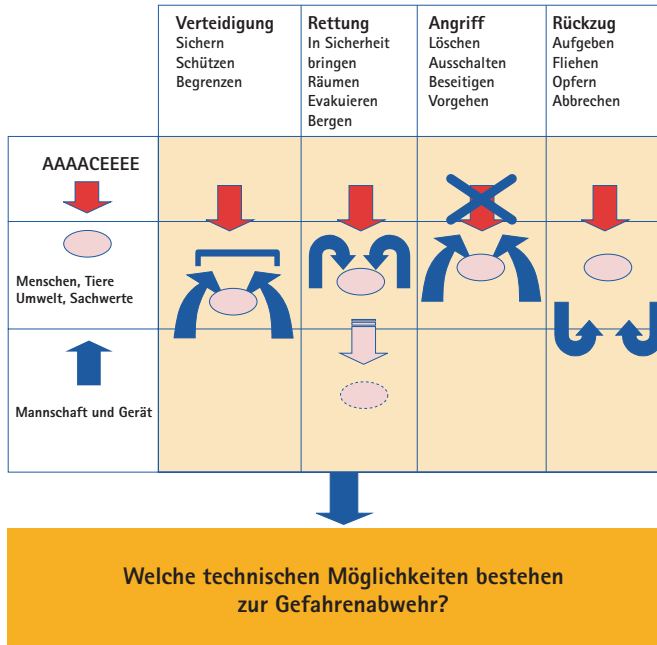 Verteidigung
Sichern
Schützen
Begrenzen
Rettung
In Sicherheit
bringen
Räumen
Evakuieren
Bergen
Angriff
Löschen
Ausschalten
Beseitigen
Vorgehen
Rückzug
Aufgeben
Fliehen
Opfern
Abbrechen
AAAACEEEE
Menschen, Tiere
Umwelt, Sachwerte
Mannschaft und Gerät
Welche technischen Möglichkeiten bestehen
zur Gefahrenabwehr?